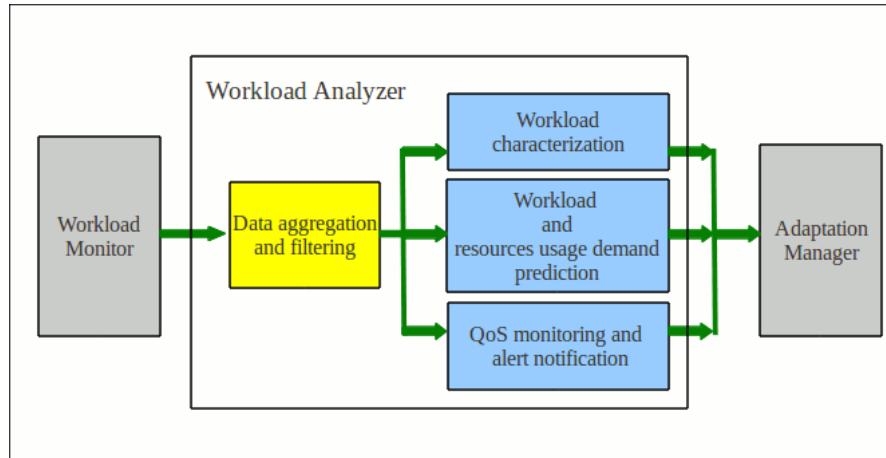 Workload Analyzer
Workload
Monitor
Data aggregation
and filtering
Workload
characterization
Workload
and
resources usage demand
prediction
QoS monitoring and
alert notification
Adaptation
Manager